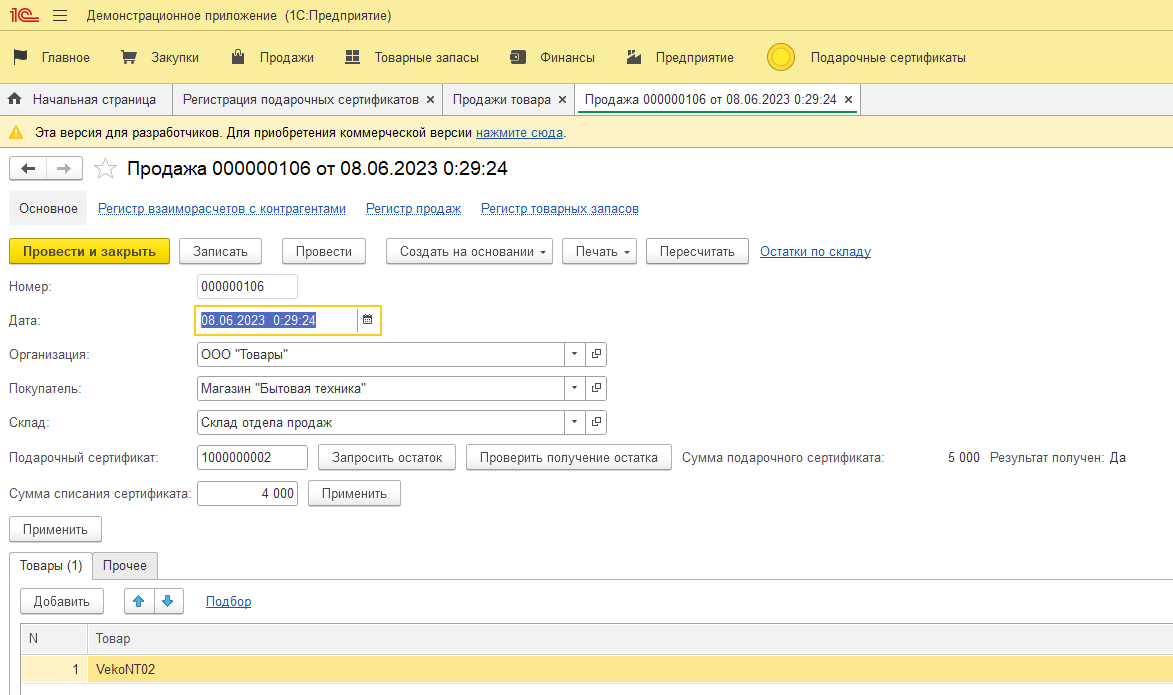 1С Демонстрационное приложение (1С:Предприятие)
Главное Закупки Продажи Товарные запасы Финансы Предприятие Подарочные сертификаты
Начальная страница Регистрация подарочных сертификатов × Продажи товара × Продажа 000000106 от 08.06.2023 0:29:24 ×
Эта версия для разработчиков. Для приобретения коммерческой версии нажмите сюда.
Продажа 000000106 от 08.06.2023 0:29:24
Основное Регистр взаиморасчетов с контрагентами Регистр продаж Регистр товарных запасов
Провести и закрыть Записать Провести Создать на основании Печать Пересчитать Остатки по складу
Номер: 000000106
Дата: 08.06.2023 0:29:24
Организация: ООО "Товары"
Покупатель: Магазин "Бытовая техника"
Склад: Склад отдела продаж
Подарочный сертификат: 1000000002 Запросить остаток Проверить получение остатка Сумма подарочного сертификата: 5 000 Результат получен: Да
Сумма списания сертификата: 4 000 Применить
Применить
Товары (1) Прочее
Добавить Подбор
N Товар
1 VekoNT02